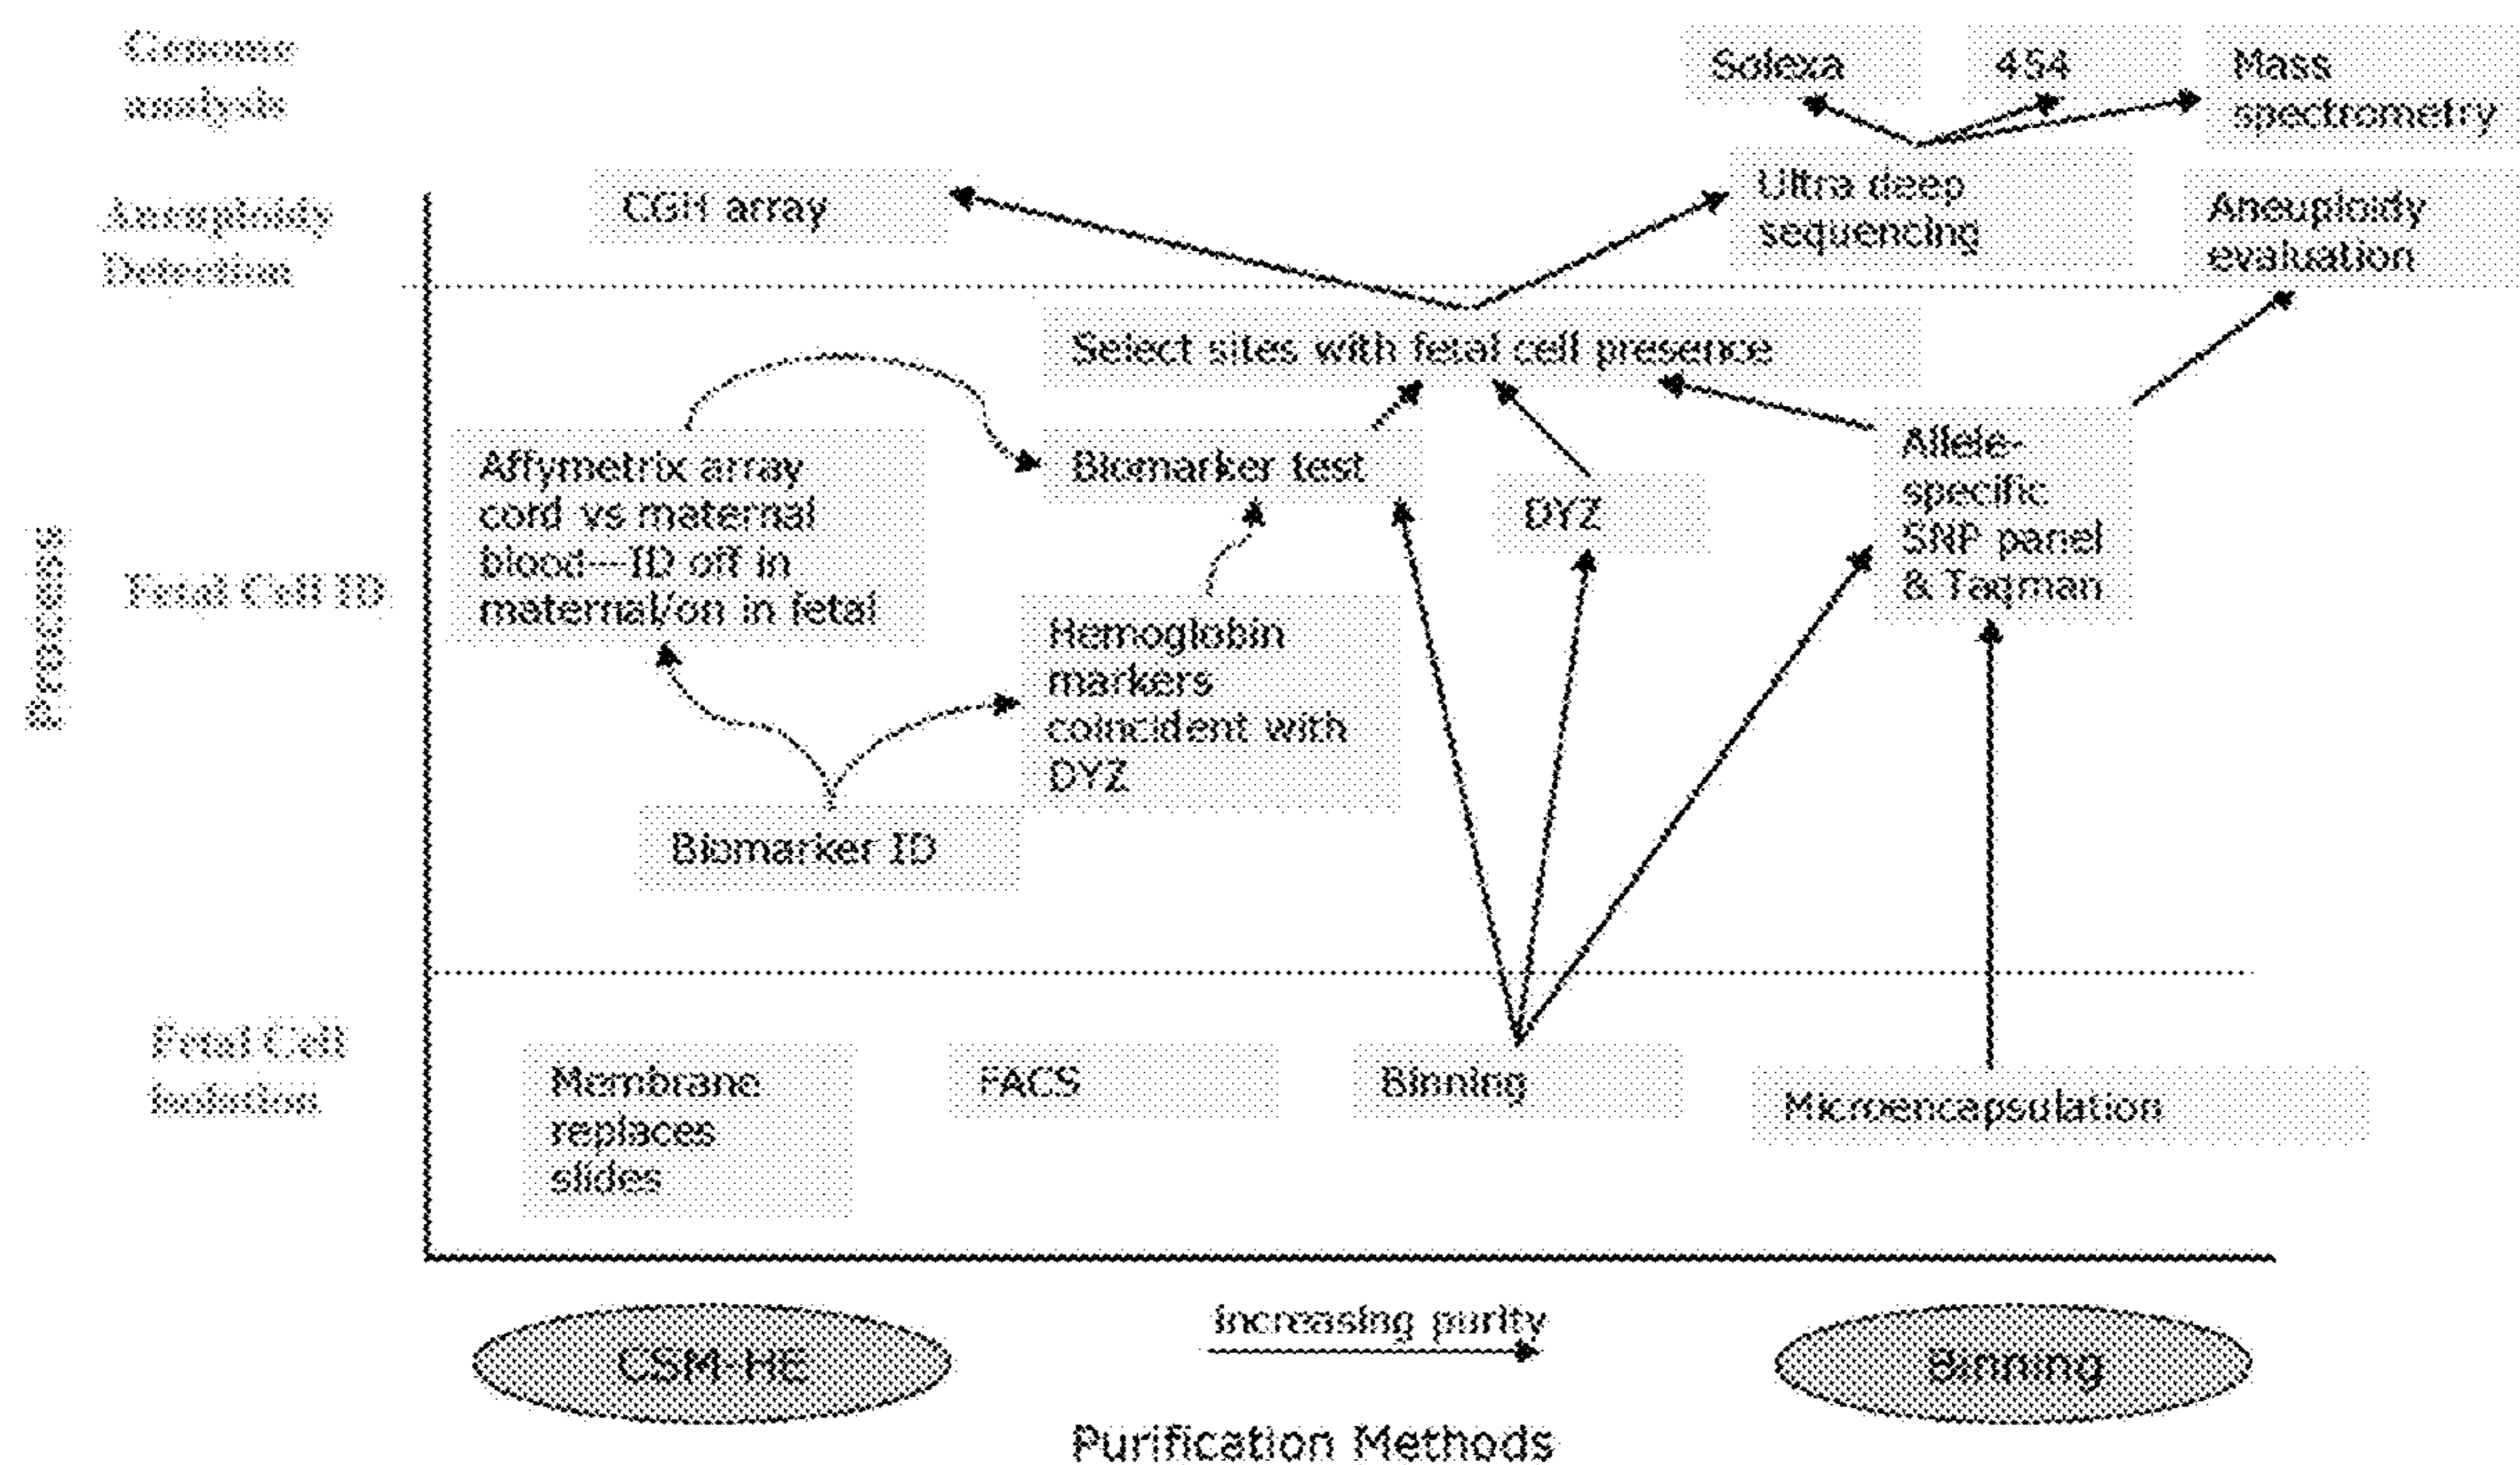 Genome
analysis
Solexa
454
Mass
spectrometry
Aneuploidy
Detection
CGH array
Ultra deep
sequencing
Aneuploidy
evaluation
Select sites with fetal cell presence
Affymetrix array
cord vs maternal
blood—ID off in
maternal/on in fetal
Biomarker test
DYZ
Allele-
specific
SNP panel
& Taqman
Processes
Fetal Cell ID
Hemoglobin
markers
coincident with
DYZ
Biomarker ID
Fetal Cell
Isolation
Membrane
replaces
slides
FACS
Binning
Microencapsulation
CSM-HE
increasing purity
Binning
Purification Methods